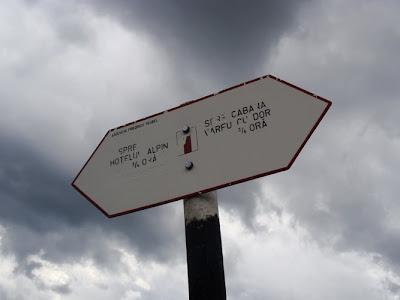 SPRE
HOTELUL ALPIN
¼ ORĂ
SPRE CABANA
VARFU CU DOR
¾ ORĂ